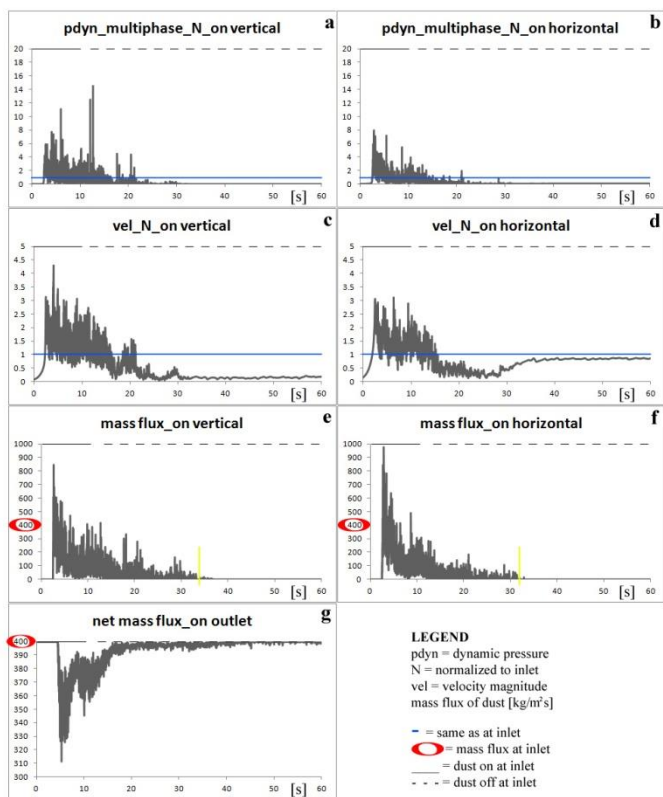 pdyn_multiphase_N_on vertical
a
20
18
16
14
12
10
8
6
4
2
0
0 10 20 30 40 50 60
[s]
pdyn_multiphase_N_on horizontal
b
20
18
16
14
12
10
8
6
4
2
0
0 10 20 30 40 50 60
[s]
vel_N_on vertical
c
5
4.5
4
3.5
3
2.5
2
1.5
1
0.5
0
0 10 20 30 40 50 60
[s]
vel_N_on horizontal
d
5
4.5
4
3.5
3
2.5
2
1.5
1
0.5
0
0 10 20 30 40 50 60
[s]
mass flux_on vertical
e
1000
900
800
700
600
500
400
300
200
100
0
0 10 20 30 40 50 60
[s]
mass flux_on horizontal
f
1000
900
800
700
600
500
400
300
200
100
0
0 10 20 30 40 50 60
[s]
net mass flux_on outlet
g
400
390
380
370
360
350
340
330
320
310
300
0 10 20 30 40 50 60
[s]
LEGEND
pdyn = dynamic pressure
N = normalized to inlet
vel = velocity magnitude
mass flux of dust [kg/m²s]
= same as at inlet
= mass flux at inlet
= dust on at inlet
= dust off at inlet